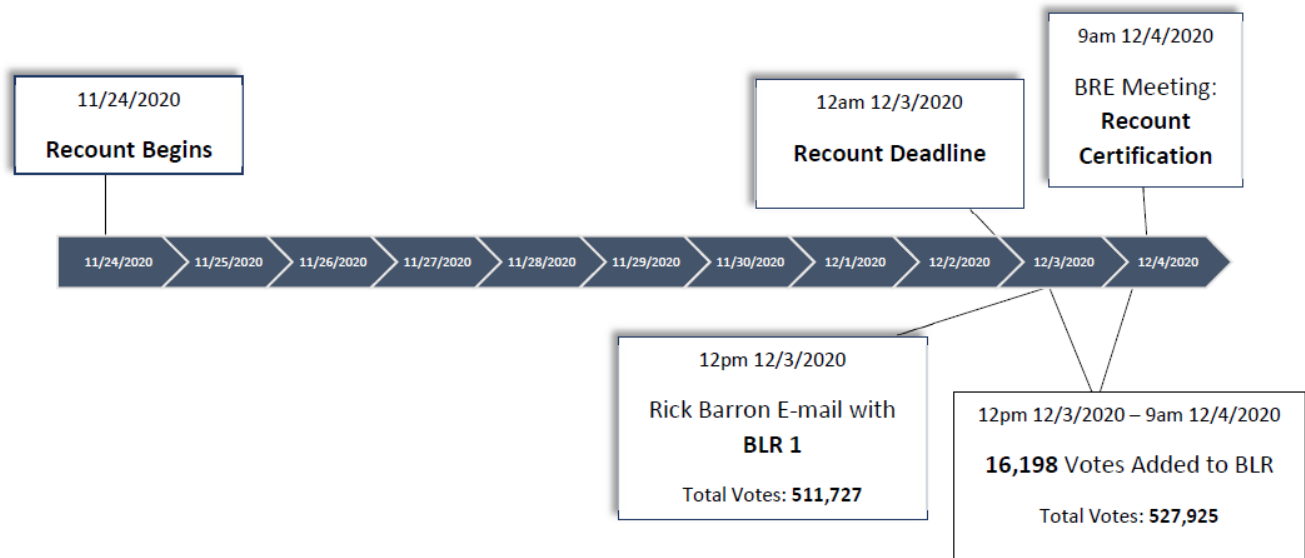 11/24/2020
Recount Begins
12am 12/3/2020
Recount Deadline
9am 12/4/2020
BRE Meeting:
Recount
Certification
11/24/2020
11/25/2020
11/26/2020
11/27/2020
11/28/2020
11/29/2020
11/30/2020
12/1/2020
12/2/2020
12/3/2020
12/4/2020
12pm 12/3/2020
Rick Barron E-mail with
BLR 1
Total Votes: 511,727
12pm 12/3/2020 – 9am 12/4/2020
16,198 Votes Added to BLR
Total Votes: 527,925